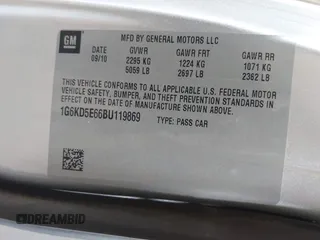 GM
MFD BY GENERAL MOTORS LLC
DATE GVWR GAWR FRT GAWR RR
09/10 2295 KG 1224 KG 1071 KG
5059 LB 2697 LB 2362 LB
THIS VEHICLE CONFORMS TO ALL APPLICABLE U.S. FEDERAL MOTOR
VEHICLE SAFETY, BUMPER, AND THEFT PREVENTION STANDARDS IN
EFFECT ON THE DATE OF MANUFACTURE SHOWN ABOVE.
1G6KD5E66BU119869 TYPE: PASS CAR
DREAMBID